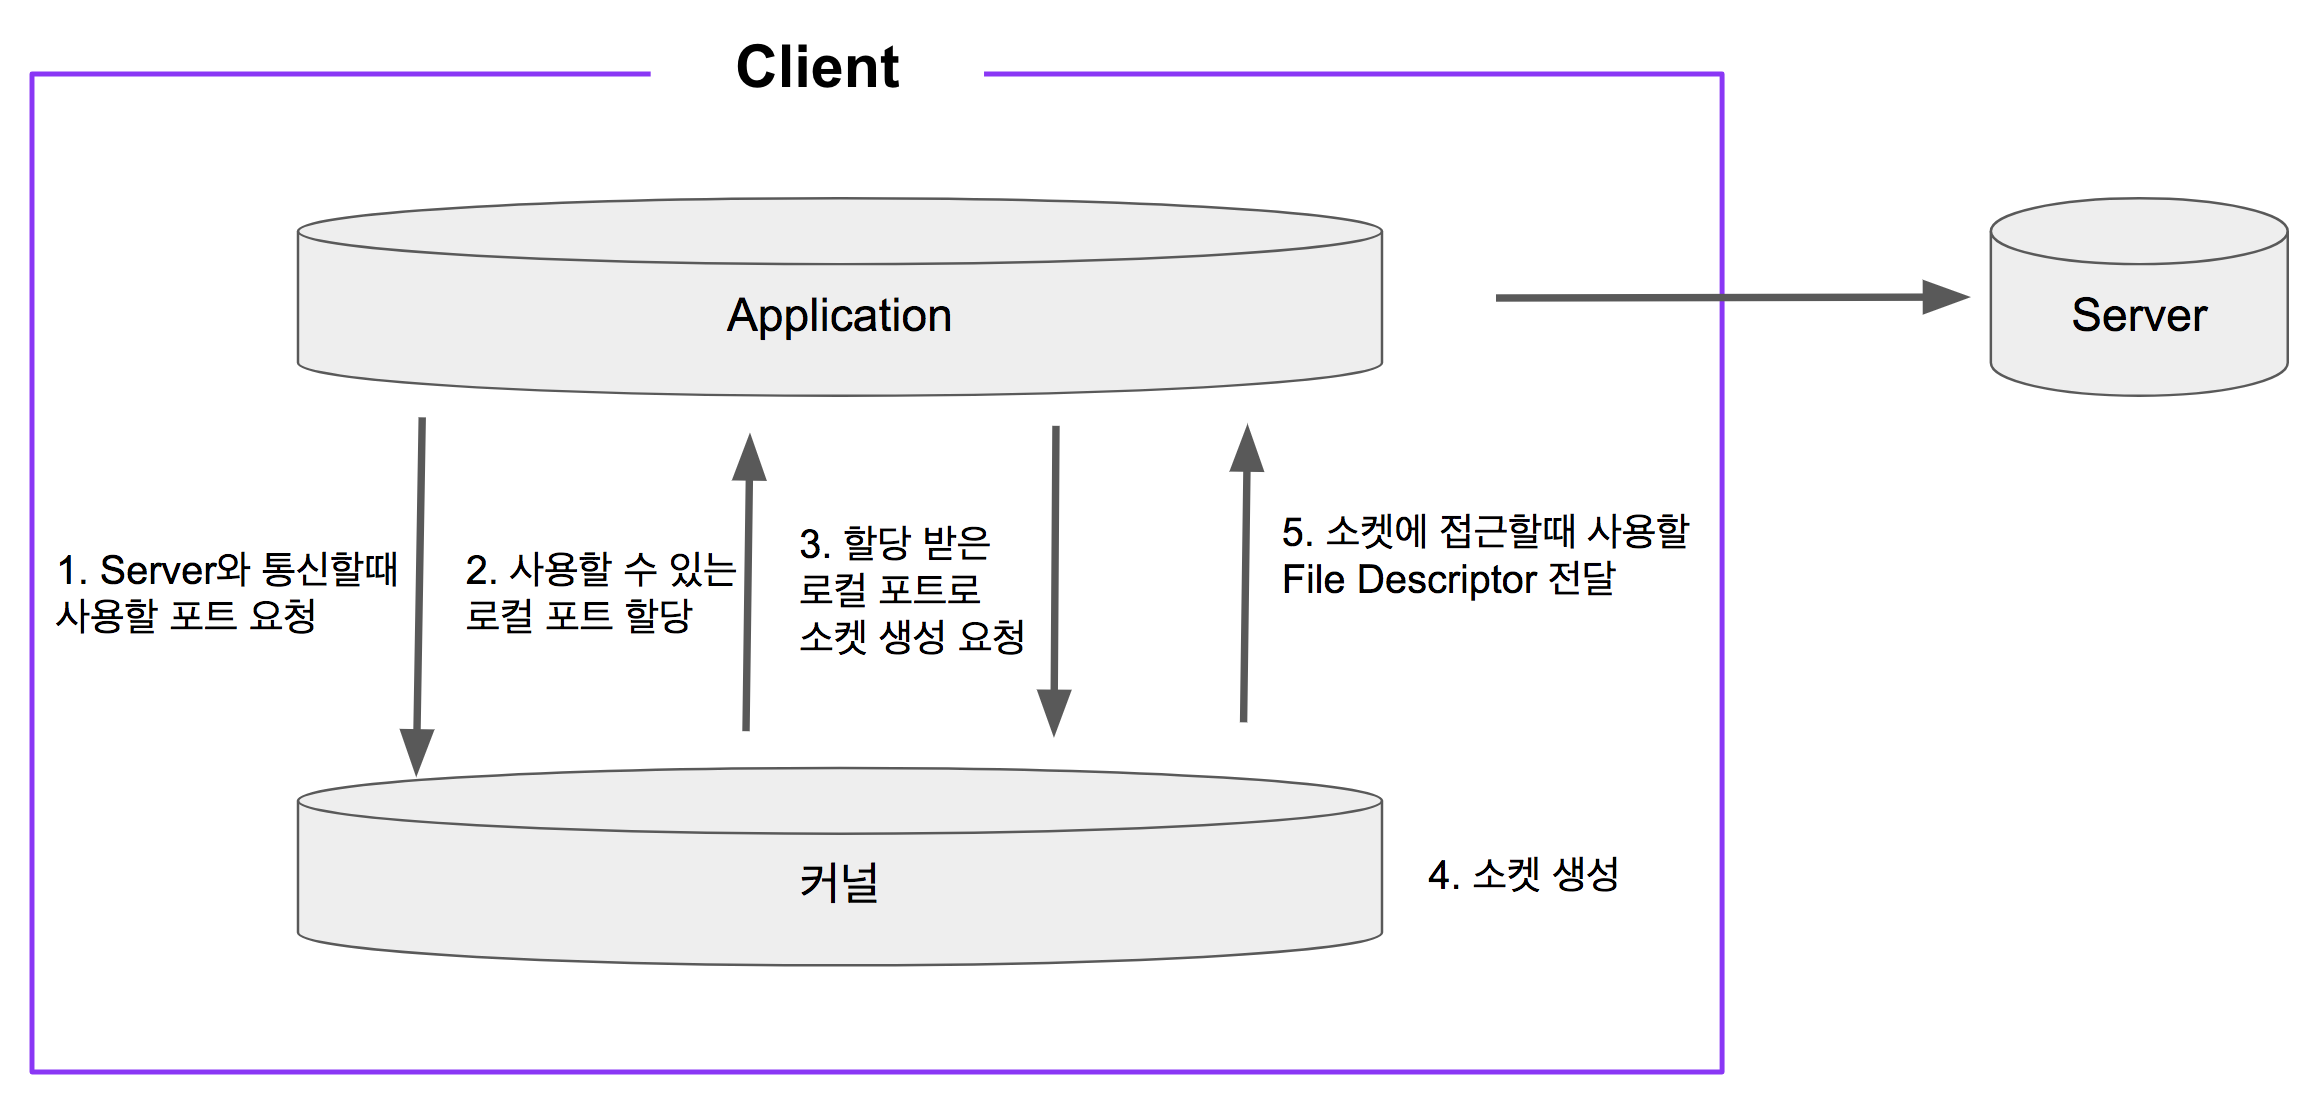 Client
Application
Server
1. Server와 통신할때
사용할 포트 요청
2. 사용할 수 있는
로컬 포트 할당
3. 할당 받은
로컬 포트로
소켓 생성 요청
5. 소켓에 접근할때 사용할
File Descriptor 전달
커널
4. 소켓 생성